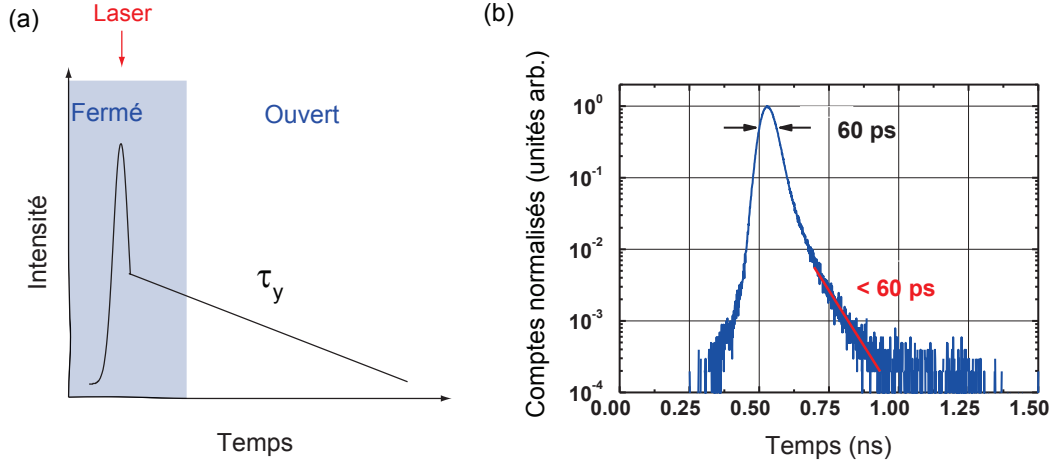 (a)
Laser
Fermé
Ouvert
Intensité
τy
Temps
(b)
Comptes normalisés (unités arb.)
10^0
10^-1
10^-2
10^-3
10^-4
60 ps
< 60 ps
0.00 0.25 0.50 0.75 1.00 1.25 1.50
Temps (ns)